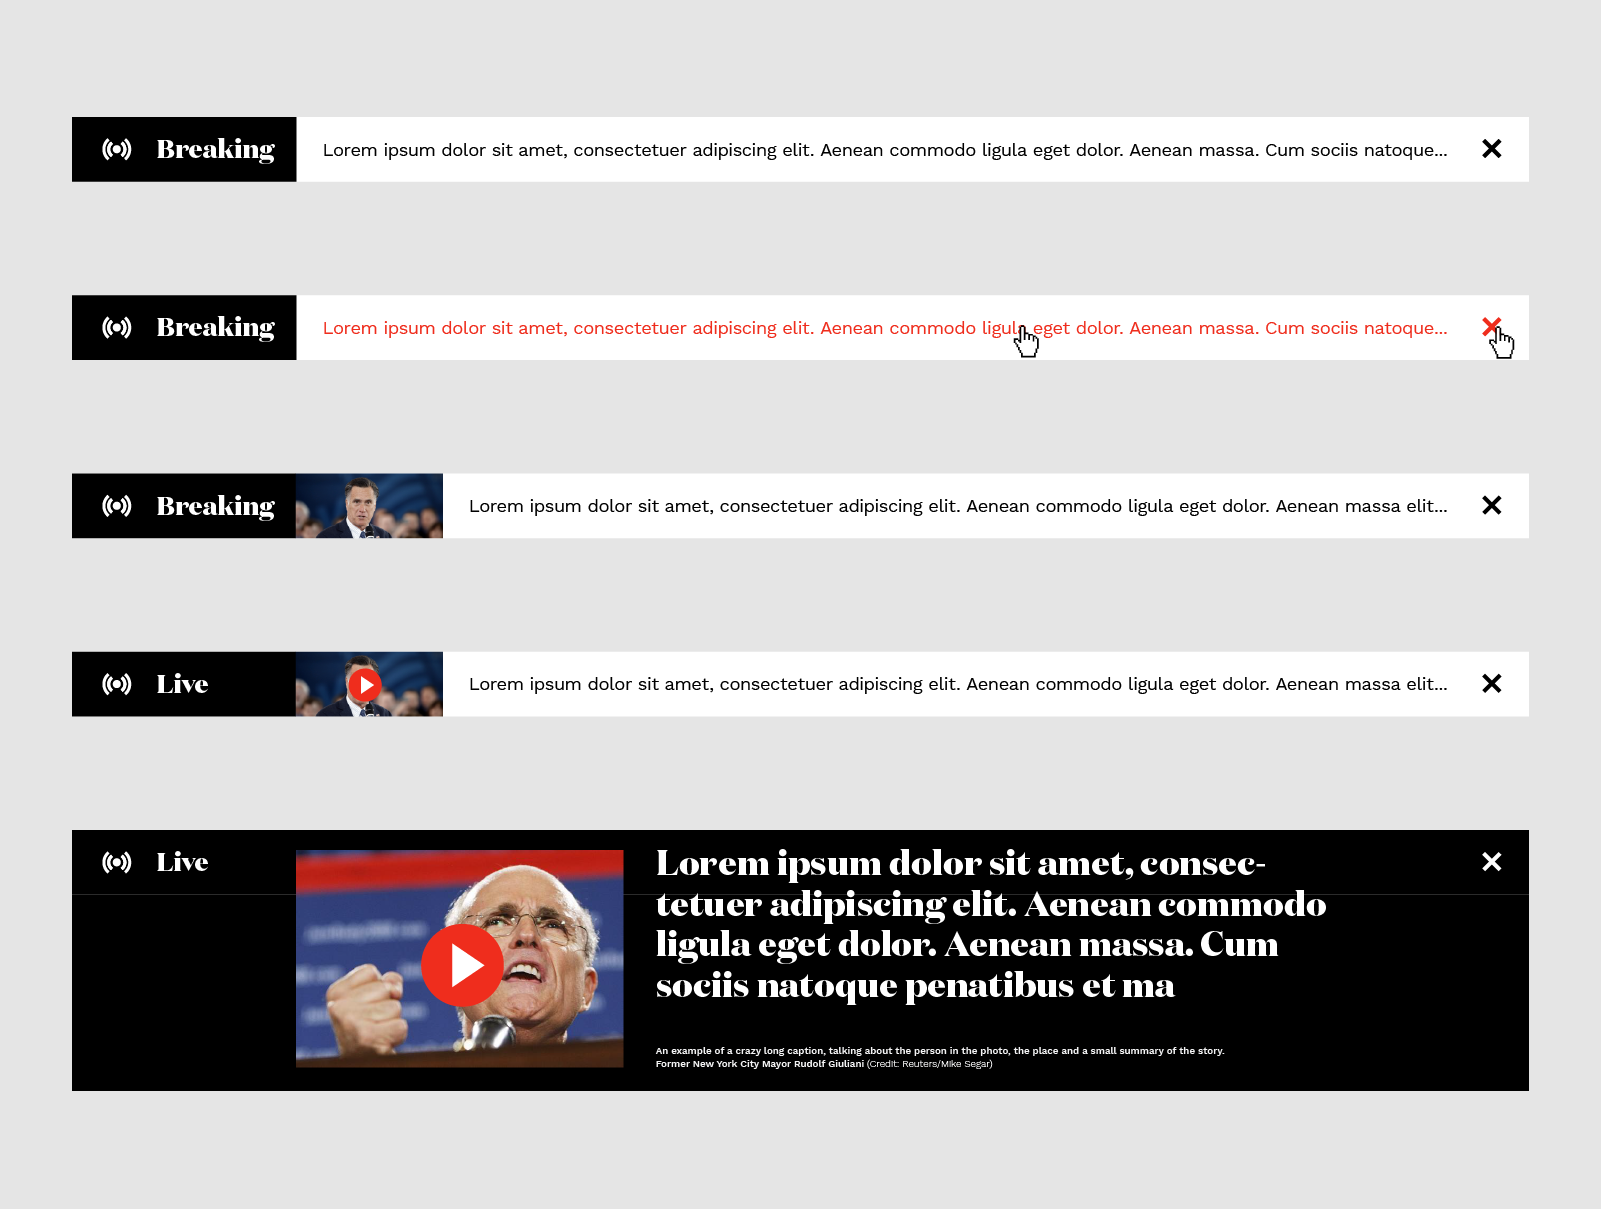 Breaking Lorem ipsum dolor sit amet, consectetuer adipiscing elit. Aenean commodo ligula eget dolor. Aenean massa. Cum sociis natoque...
Breaking Lorem ipsum dolor sit amet, consectetuer adipiscing elit. Aenean commodo ligula eget dolor. Aenean massa. Cum sociis natoque...
Breaking Lorem ipsum dolor sit amet, consectetuer adipiscing elit. Aenean commodo ligula eget dolor. Aenean massa elit...
Live Lorem ipsum dolor sit amet, consectetuer adipiscing elit. Aenean commodo ligula eget dolor. Aenean massa elit...
Live
Lorem ipsum dolor sit amet, consec-
tetuer adipiscing elit. Aenean commodo
ligula eget dolor. Aenean massa. Cum
sociis natoque penatibus et ma
An example of a crazy long caption, talking about the person in the photo, the place and a small summary of the story.
Former New York City Mayor Rudolf Giuliani (Credit: Reuters/Mike Segar)